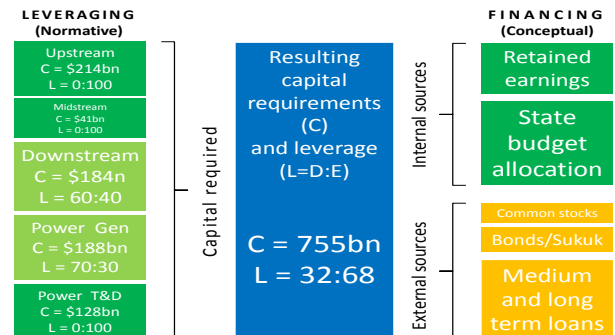 LEVERAGING
(Normative)
Upstream
C = $214bn
L = 0:100
Midstream
C = $41bn
L = 0:100
Downstream
C = $184n
L = 60:40
Power Gen
C = $188bn
L = 70:30
Power T&D
C = $128bn
L = 0:100
Capital required
Resulting
capital
requirements
(C)
and leverage
(L=D:E)
C = 755bn
L = 32:68
Internal sources
External sources
FINANCING
(Conceptual)
Retained
earnings
State
budget
allocation
Common stocks
Bonds/Sukuk
Medium
and long
term loans